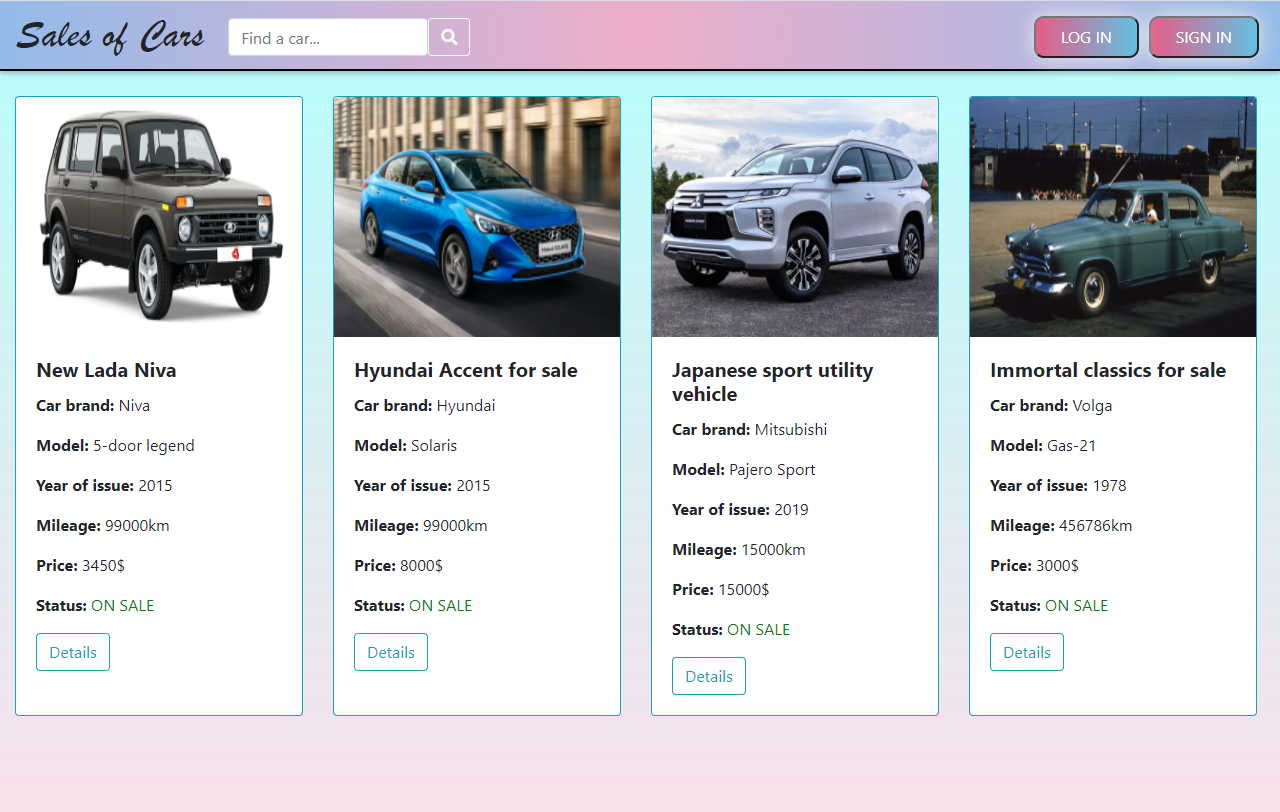 Sales of Cars
Find a car...
LOG IN
SIGN IN
New Lada Niva
Car brand: Niva
Model: 5-door legend
Year of issue: 2015
Mileage: 99000km
Price: 3450$
Status: ON SALE
Details
Hyundai Accent for sale
Car brand: Hyundai
Model: Solaris
Year of issue: 2015
Mileage: 99000km
Price: 8000$
Status: ON SALE
Details
Japanese sport utility
vehicle
Car brand: Mitsubishi
Model: Pajero Sport
Year of issue: 2019
Mileage: 15000km
Price: 15000$
Status: ON SALE
Details
Immortal classics for sale
Car brand: Volga
Model: Gas-21
Year of issue: 1978
Mileage: 456786km
Price: 3000$
Status: ON SALE
Details